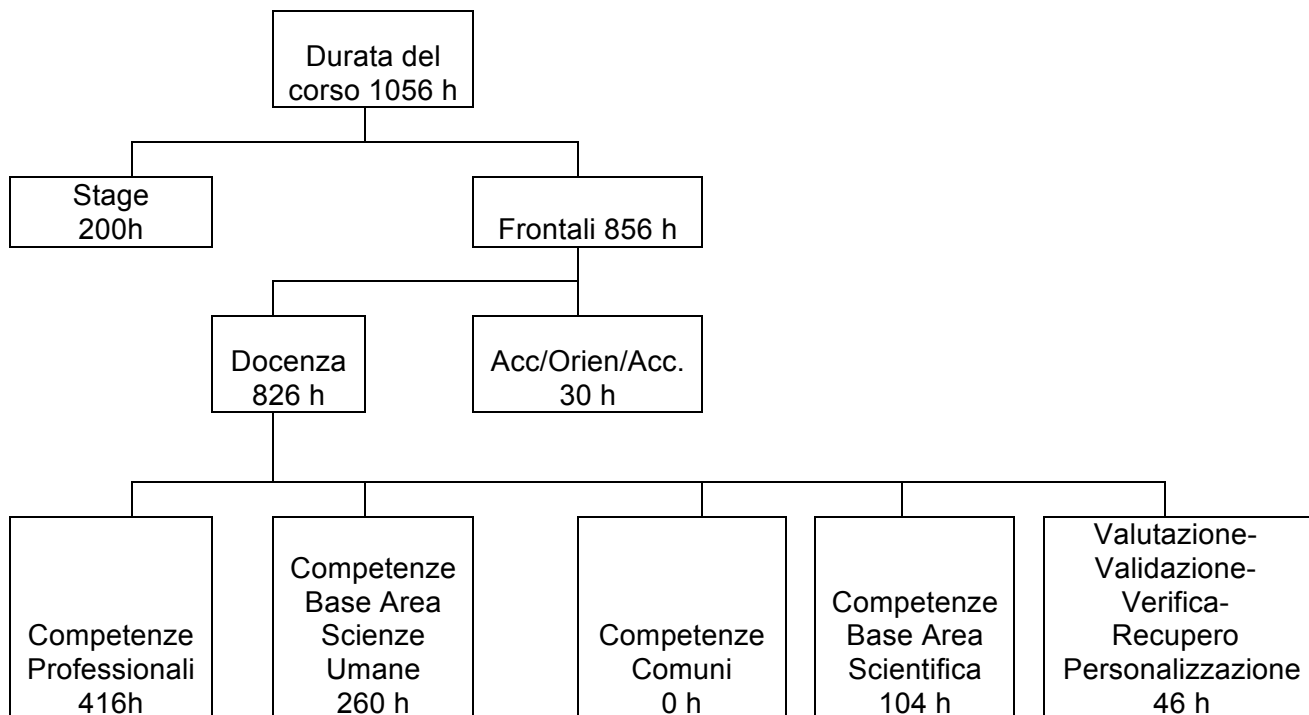 Durata del
corso 1056 h
Stage
200h
Frontali 856 h
Docenza
826 h
Acc/Orien/Acc.
30 h
Competenze
Professionali
416h
Competenze
Base Area
Scienze
Umane
260 h
Competenze
Comuni
0 h
Competenze
Base Area
Scientifica
104 h
Valutazione-
Validazione-
Verifica-
Recupero
Personalizzazione
46 h